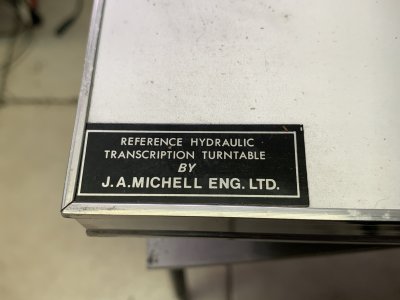 REFERENCE HYDRAULIC
TRANSCRIPTION TURNTABLE
BY
J.A.MICHELL ENG. LTD.